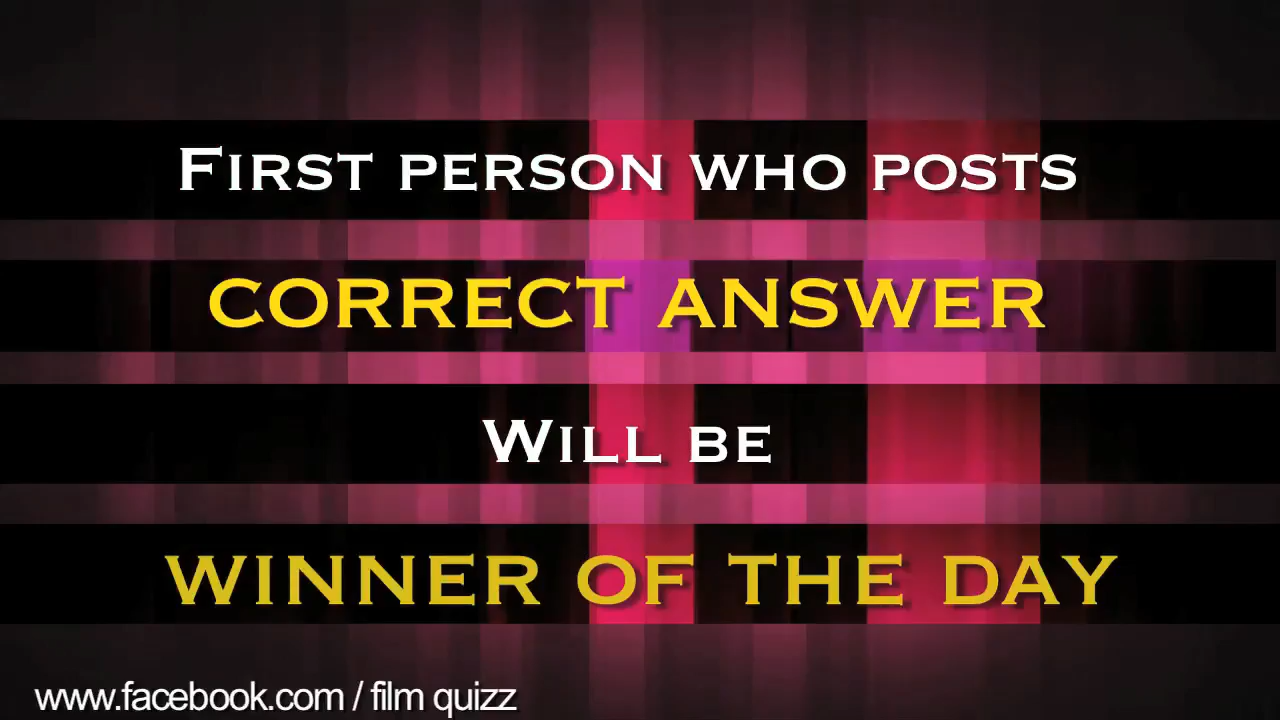 First person who posts
CORRECT ANSWER
Will be
WINNER OF THE DAY
www.facebook.com / film quizz